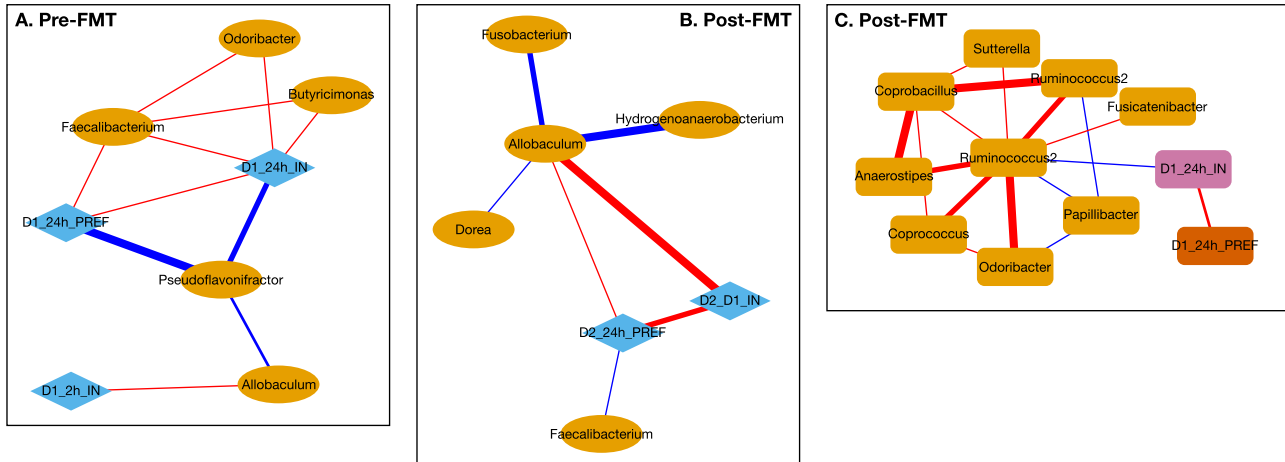 A. Pre-FMT
Odoribacter
Butyricimonas
Faecalibacterium
D1_24h_IN
D1_24h_PREF
Pseudoflavonifractor
Allobaculum
D1_2h_IN
B. Post-FMT
Fusobacterium
Hydrogenoanaerobacterium
Allobaculum
Dorea
D2_D1_IN
D2_24h_PREF
Faecalibacterium
C. Post-FMT
Sutterella
Ruminococcus2
Coprobacillus
Fusicatenibacter
Ruminococcus2
D1_24h_IN
Anaerostipes
Papillibacter
Coprococcus
D1_24h_PREF
Odoribacter